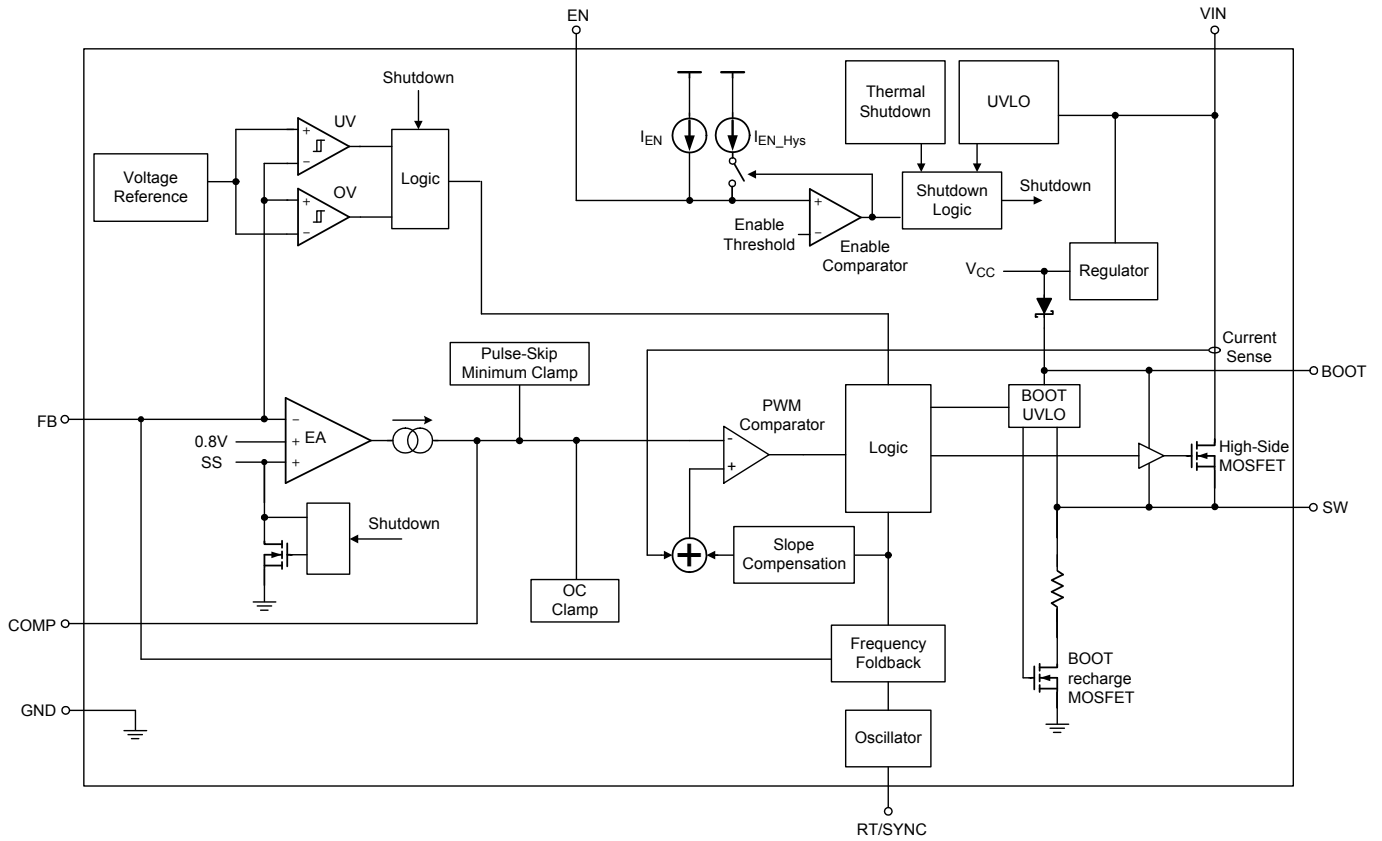 EN
VIN
Shutdown
Thermal
Shutdown
UVLO
UV
+
−
I_EN
I_EN_Hys
Voltage
Reference
Logic
OV
+
−
Shutdown
Logic
Shutdown
+
−
Enable
Threshold
Enable
Comparator
V_CC
Regulator
Current
Sense
Pulse-Skip
Minimum Clamp
BOOT
BOOT
UVLO
FB
−
0.8V
+
EA
SS
+
PWM
Comparator
-
+
Logic
High-Side
MOSFET
SW
Shutdown
+
Slope
Compensation
OC
Clamp
COMP
Frequency
Foldback
BOOT
recharge
MOSFET
GND
Oscillator
RT/SYNC